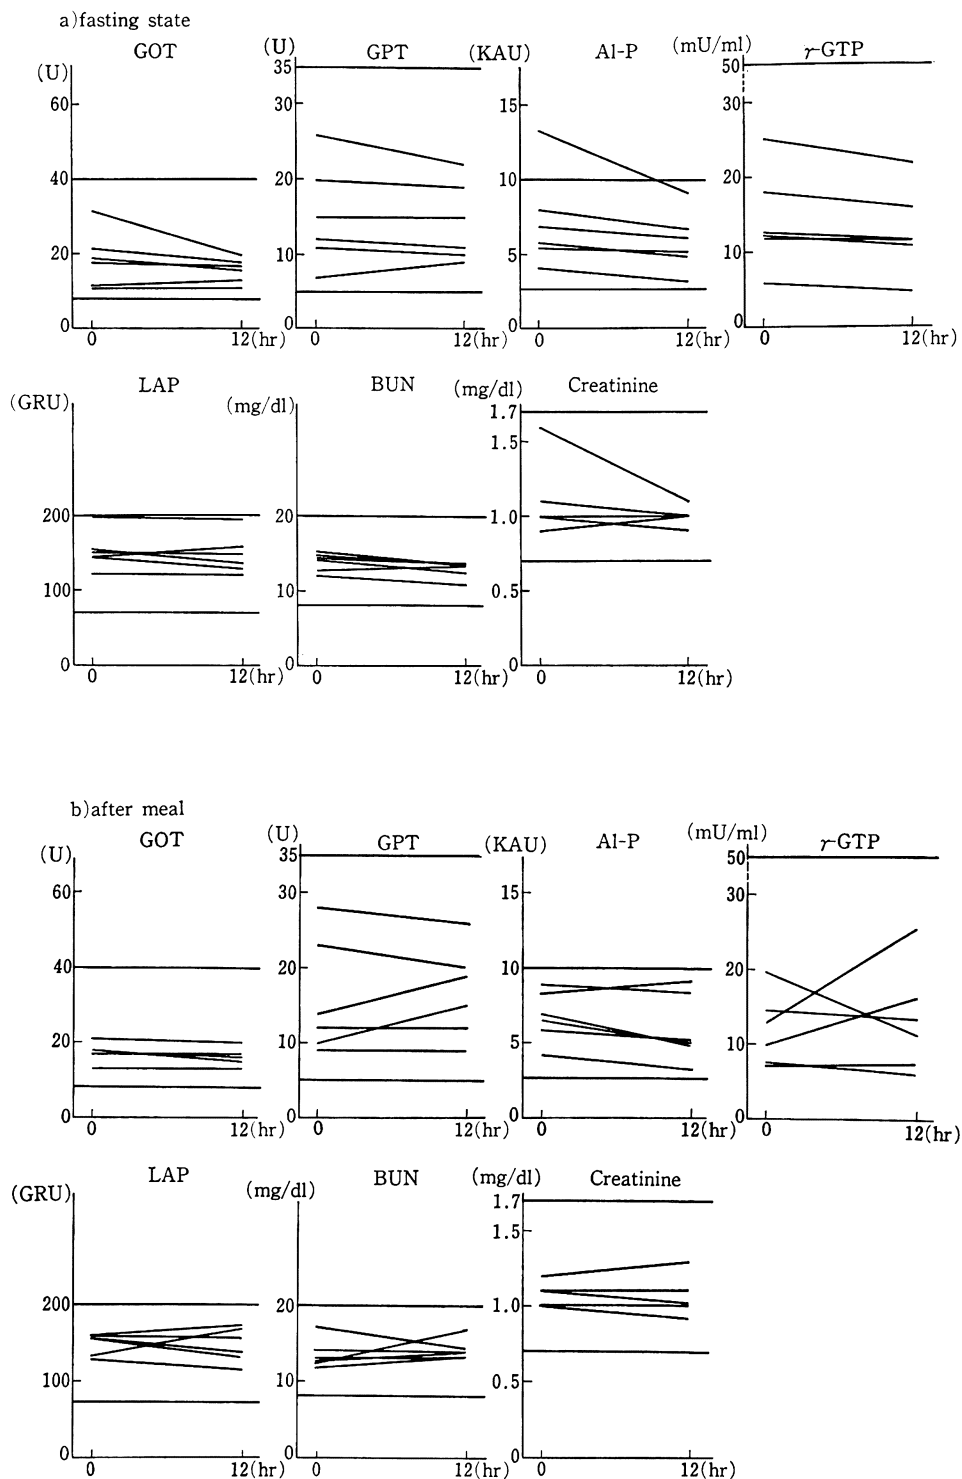 a)fasting state
GOT
(U)
60
40
20
0
0 12(hr)
GPT
(U)
35
30
20
10
0
0 12(hr)
Al-P
(KAU)
15
10
5
0
0 12(hr)
γ-GTP
(mU/ml)
50
30
20
10
0
0 12(hr)
LAP
(GRU)
200
100
0
0 12(hr)
BUN
(mg/dl)
20
10
0
0 12(hr)
Creatinine
(mg/dl)
1.7
1.5
1.0
0.5
0
0 12(hr)
b)after meal
GOT
(U)
60
40
20
0
0 12(hr)
GPT
(U)
35
30
20
10
0
0 12(hr)
Al-P
(KAU)
15
10
5
0
0 12(hr)
γ-GTP
(mU/ml)
50
30
20
10
0
0 12(hr)
LAP
(GRU)
200
100
0
0 12(hr)
BUN
(mg/dl)
20
10
0
0 12(hr)
Creatinine
(mg/dl)
1.7
1.5
1.0
0.5
0
0 12(hr)